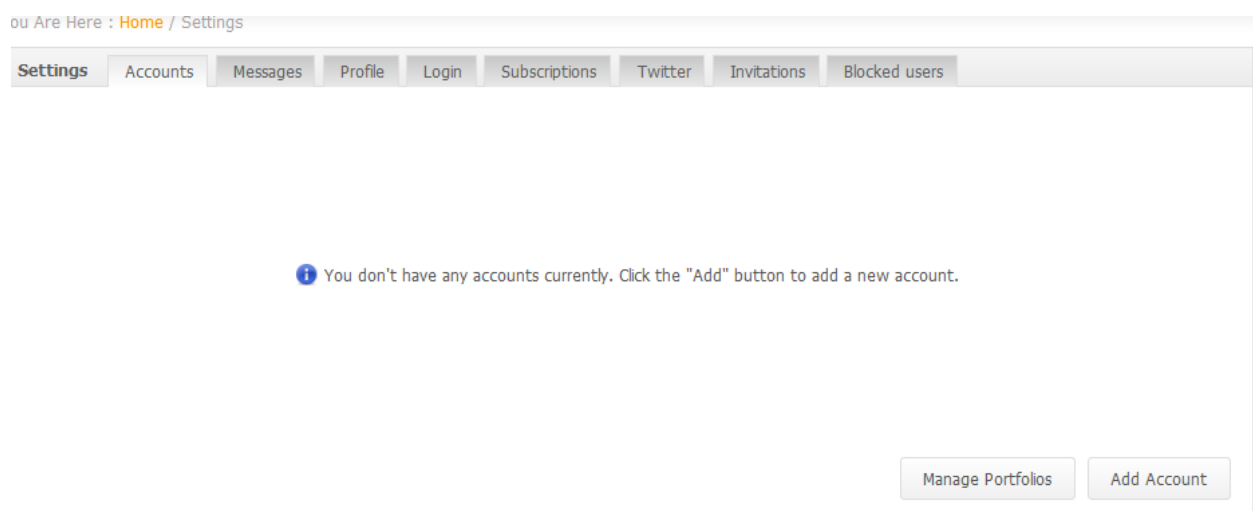 ou Are Here : Home / Settings
Settings Accounts Messages Profile Login Subscriptions Twitter Invitations Blocked users
You don't have any accounts currently. Click the "Add" button to add a new account.
Manage Portfolios Add Account